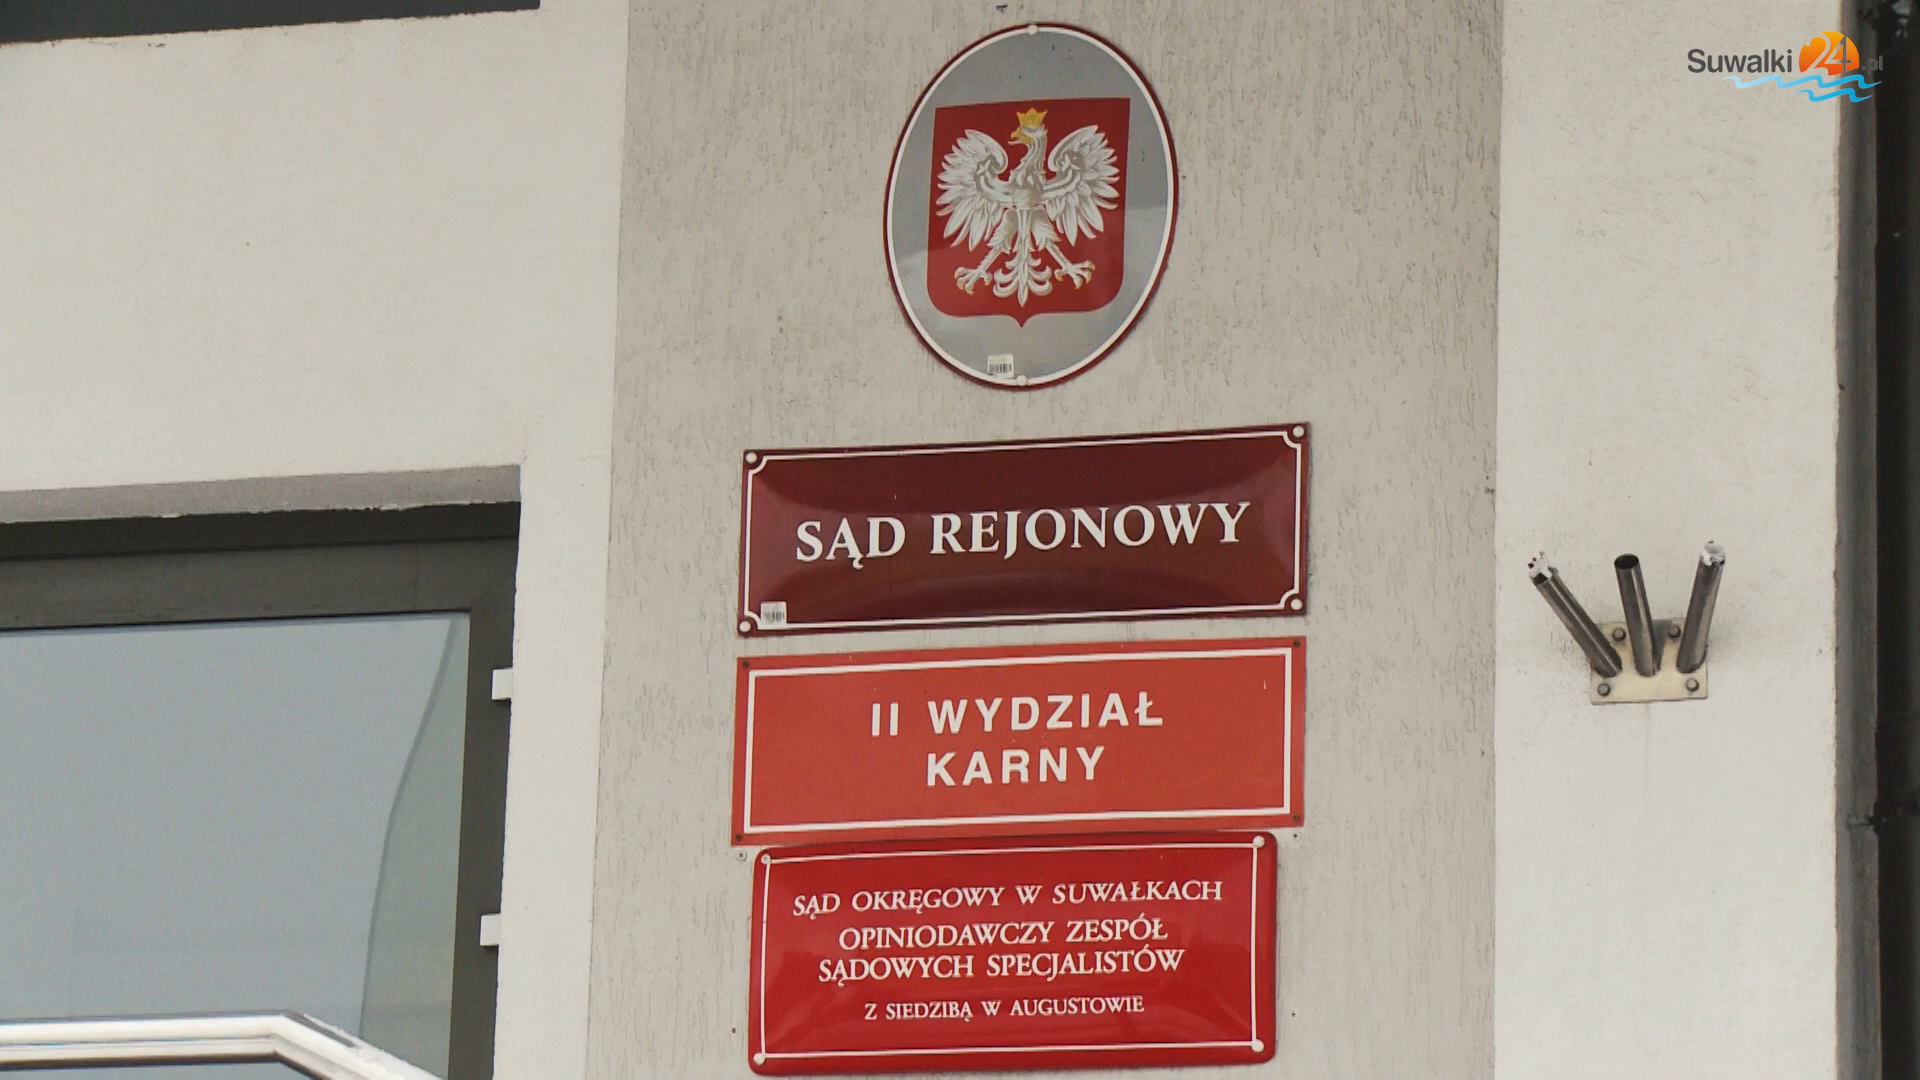 Suwalki24.pl
SĄD REJONOWY
II WYDZIAŁ
KARNY
SĄD OKRĘGOWY W SUWAŁKACH
OPINIODAWCZY ZESPÓŁ
SĄDOWYCH SPECJALISTÓW
Z SIEDZIBĄ W AUGUSTOWIE